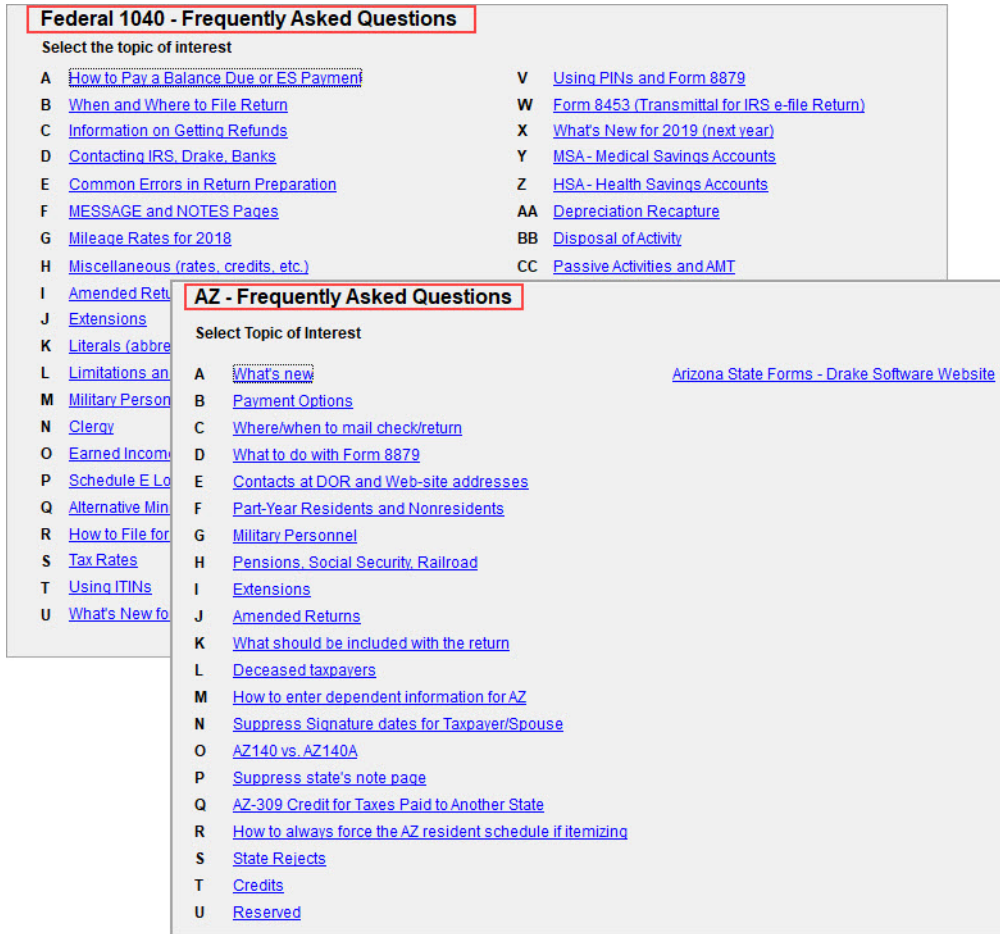 Federal 1040 - Frequently Asked Questions
Select the topic of interest
A How to Pay a Balance Due or ES Payment
B When and Where to File Return
C Information on Getting Refunds
D Contacting IRS, Drake, Banks
E Common Errors in Return Preparation
F MESSAGE and NOTES Pages
G Mileage Rates for 2018
H Miscellaneous (rates, credits, etc.)
I Amended Retu
J Extensions
K Literals (abbre
L Limitations an
M Military Person
N Clergy
O Earned Incom
P Schedule E Lo
Q Alternative Min
R How to File for
S Tax Rates
T Using ITINs
U What's New fo
V Using PINs and Form 8879
W Form 8453 (Transmittal for IRS e-file Return)
X What's New for 2019 (next year)
Y MSA - Medical Savings Accounts
Z HSA - Health Savings Accounts
AA Depreciation Recapture
BB Disposal of Activity
CC Passive Activities and AMT
AZ - Frequently Asked Questions
Select Topic of Interest
A What's new
B Payment Options
C Where/when to mail check/return
D What to do with Form 8879
E Contacts at DOR and Web-site addresses
F Part-Year Residents and Nonresidents
G Military Personnel
H Pensions, Social Security, Railroad
I Extensions
J Amended Returns
K What should be included with the return
L Deceased taxpayers
M How to enter dependent information for AZ
N Suppress Signature dates for Taxpayer/Spouse
O AZ140 vs. AZ140A
P Suppress state's note page
Q AZ-309 Credit for Taxes Paid to Another State
R How to always force the AZ resident schedule if itemizing
S State Rejects
T Credits
U Reserved
Arizona State Forms - Drake Software Website